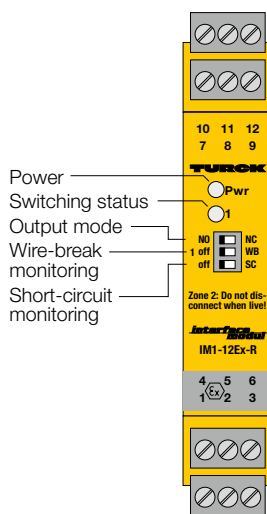 10 11 12
7 8 9
TURCK
Power
Pwr
Switching status
1
Output mode
NO NC
Wire-break
monitoring
1 off WB
Short-circuit
monitoring
off SC
Zone 2: Do not dis-
connect when live!
interface
modul
IM1-12Ex-R
4 5 6
Ex
1 2 3